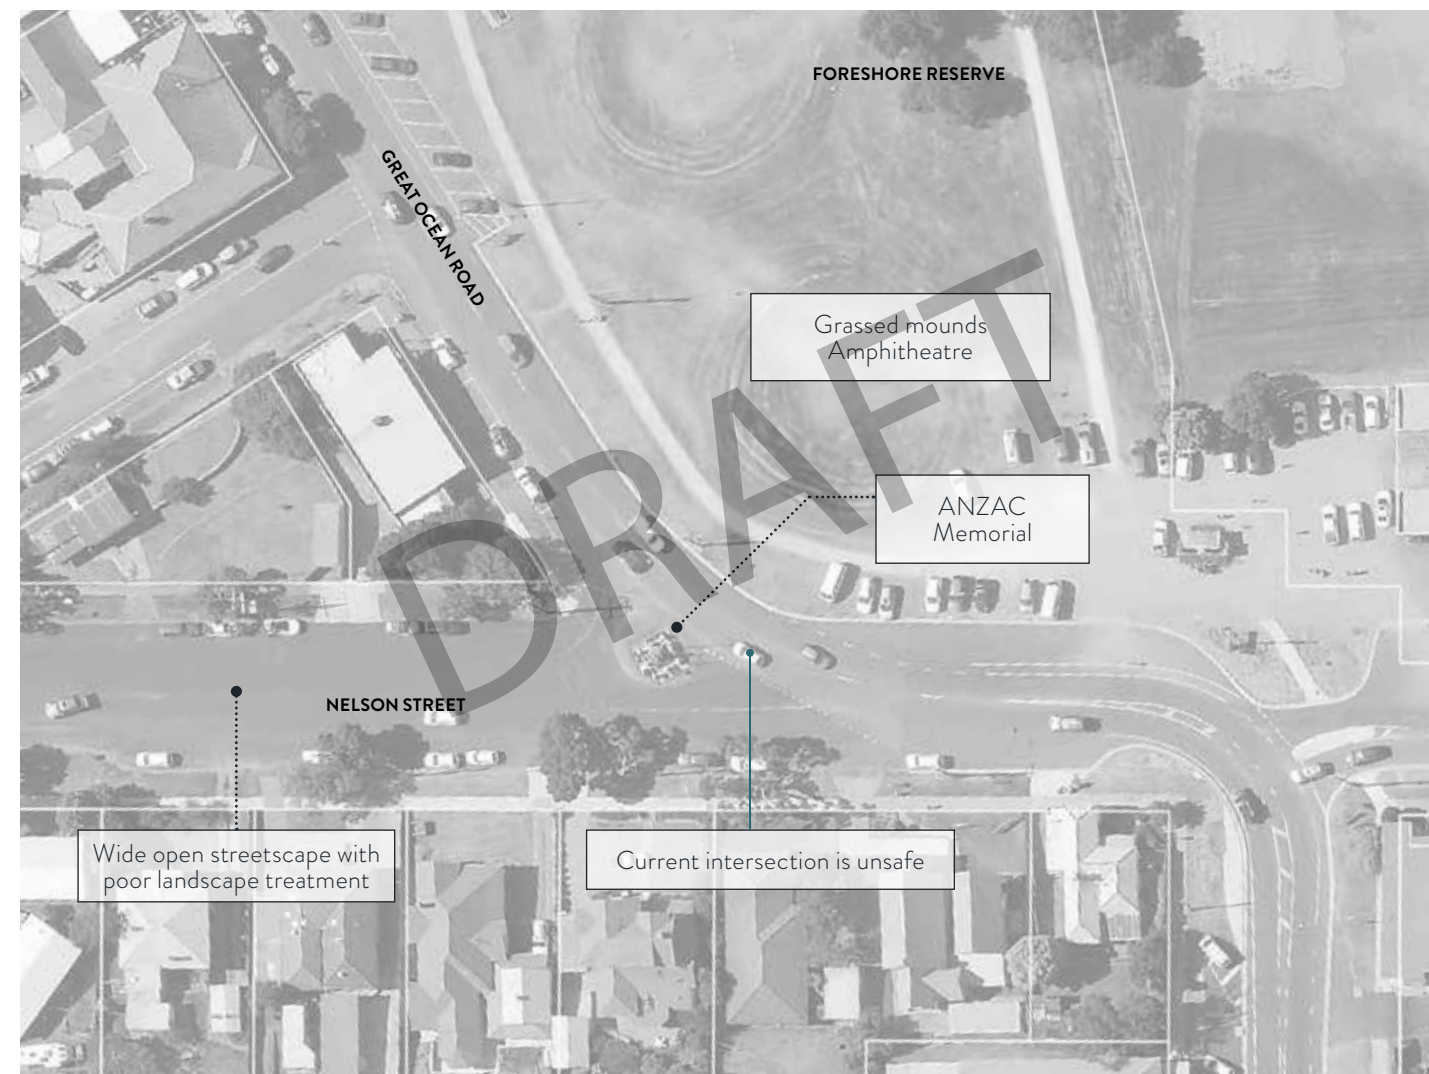 FORESHORE RESERVE
GREAT OCEAN ROAD
Grassed mounds
Amphitheatre
DRAFT
ANZAC
Memorial
NELSON STREET
Wide open streetscape with
poor landscape treatment
Current intersection is unsafe